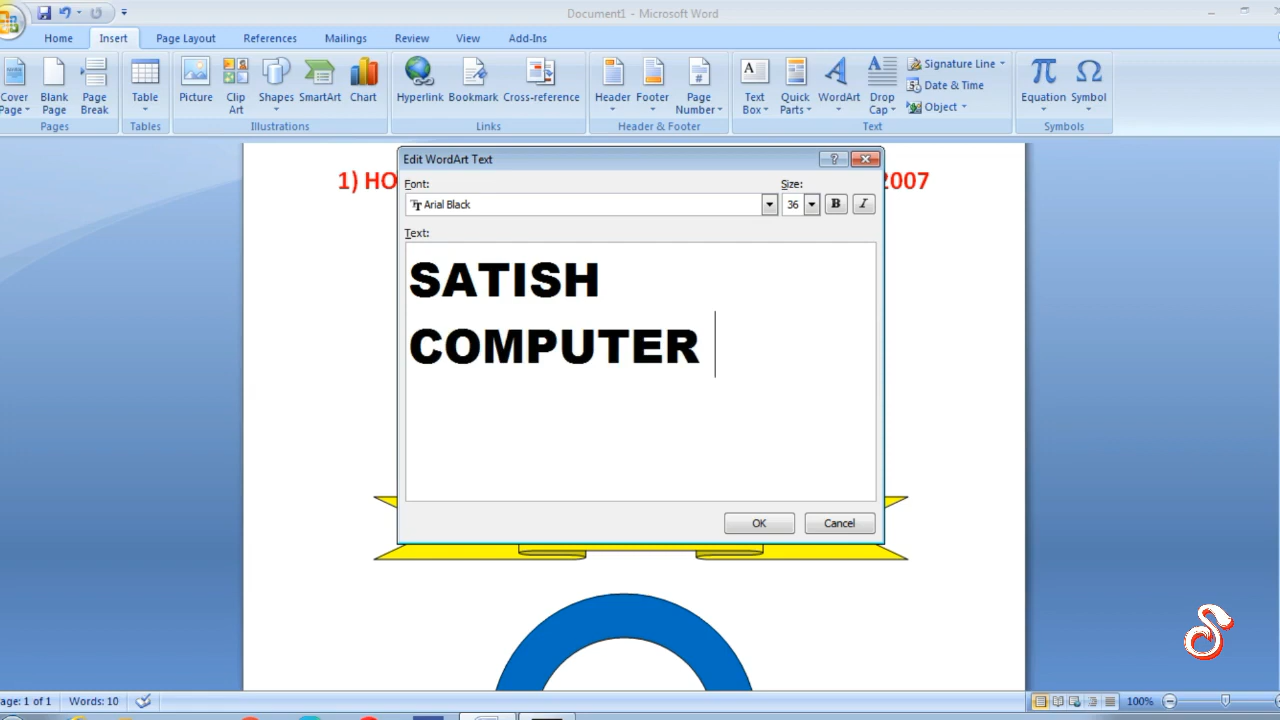 Document1 - Microsoft Word
Home Insert Page Layout References Mailings Review View Add-Ins
Cover Page
Blank Page
Page Break
Table
Picture
Clip Art
Shapes
SmartArt
Chart
Hyperlink
Bookmark
Cross-reference
Header
Footer
Page Number
Text Box
Quick Parts
WordArt
Drop Cap
Signature Line
Date & Time
Object
Equation
Symbol
Pages Tables Illustrations Links Header & Footer Text Symbols
1) HO
2007
Edit WordArt Text
Font:
Size:
Arial Black
36
B I
Text:
SATISH
COMPUTER
OK Cancel
age: 1 of 1 Words: 10 100%